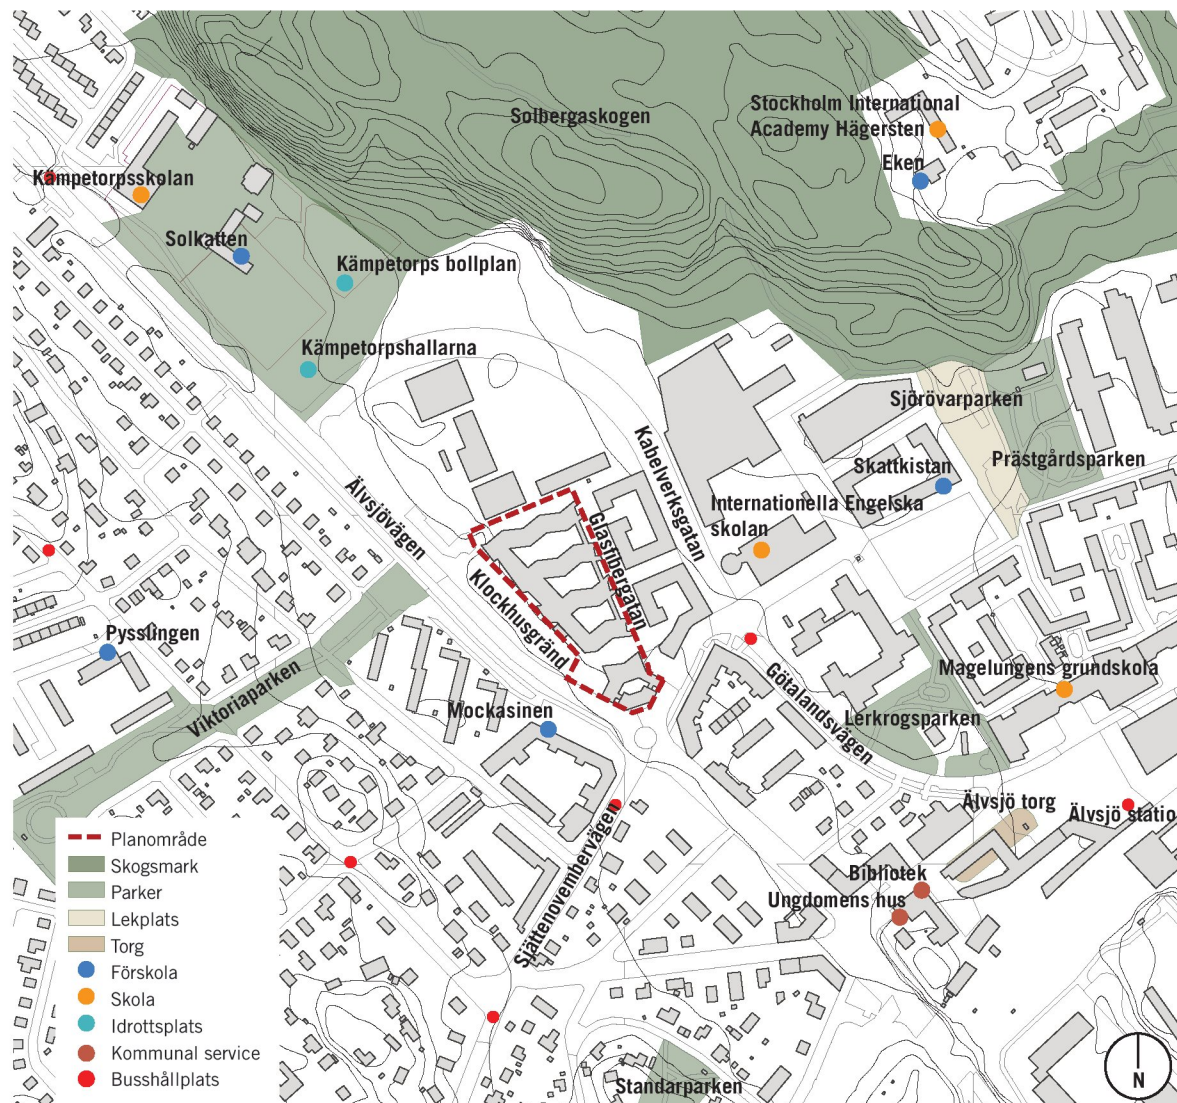 Solbergaskogen
Stockholm International
Academy Hägersten
Eken
Kämpetorpsskolan
Solkatten
Kämpetorps bollplan
Kämpetorpshallarna
Sjörövarparken
Prästgårdsparken
Skattkistan
Internationella Engelska
skolan
Kabelverksgatan
Glasfibergatan
Älvsjövägen
Klockhusgränd
Pysslingen
Viktoriaparken
Mockasinen
Magelungens grundskola
Lerkrogsparken
Götalandsvägen
Älvsjö torg
Älvsjö statio
Bibliotek
Ungdomens hus
Sjättenovembervägen
Standarparken
Planområde
Skogsmark
Parker
Lekplats
Torg
Förskola
Skola
Idrottsplats
Kommunal service
Busshållplats
N